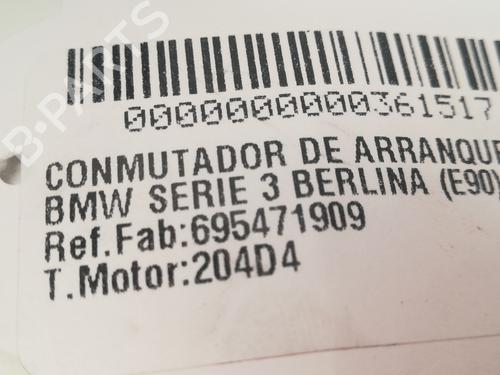 B-PARTS
0000000000361517
CONMUTADOR DE ARRANQUE
BMW SERIE 3 BERLINA (E90)
Ref.Fab:695471909
T.Motor:204D4